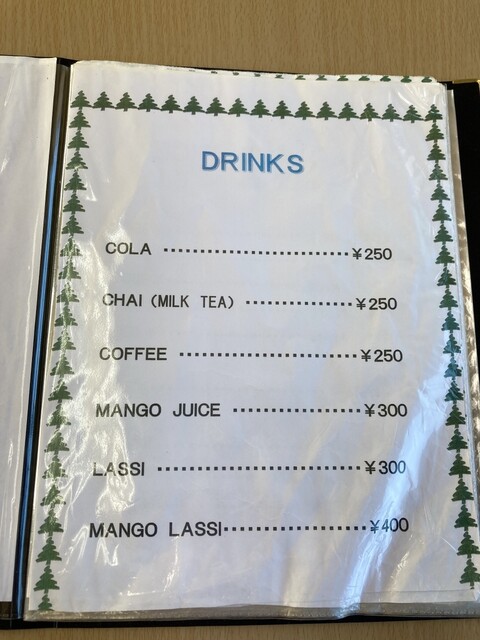 DRINKS
COLA ························ ¥250
CHAI (MILK TEA) ·············· ¥250
COFFEE ······················· ¥250
MANGO JUICE ················ ¥300
LASSI ·························· ¥300
MANGO LASSI·················· ¥400